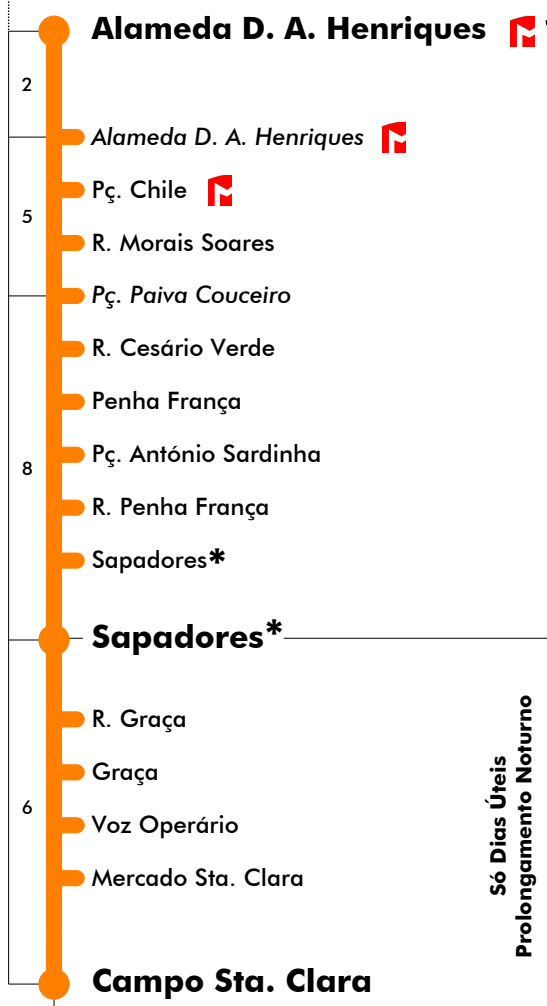 Alameda D. A. Henriques
2
Alameda D. A. Henriques
Pç. Chile
5
R. Morais Soares
Pç. Paiva Couceiro
R. Cesário Verde
Penha França
Pç. António Sardinha
8
R. Penha França
Sapadores*
Sapadores*
R. Graça
Graça
6
Voz Operário
Mercado Sta. Clara
Campo Sta. Clara
Só Dias Úteis
Prolongamento Noturno